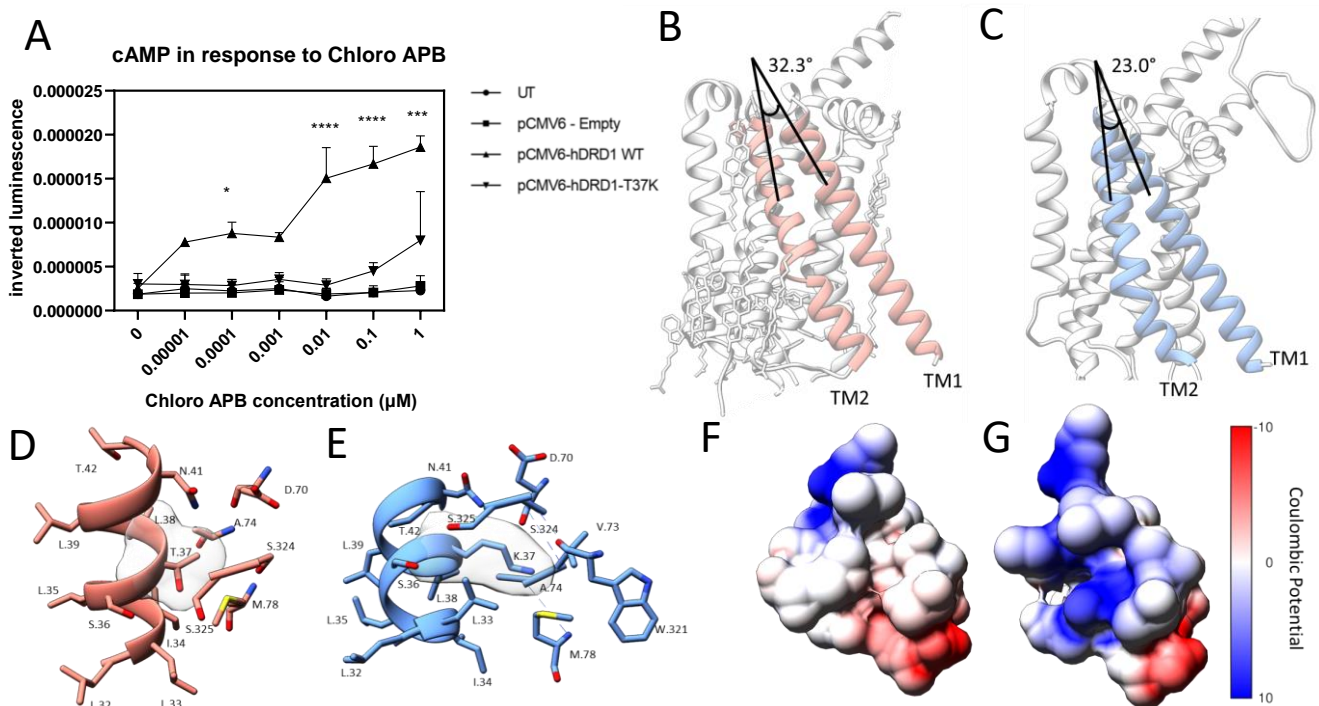 A
cAMP in response to Chloro APB
inverted luminescence
0.000025
0.000020
0.000015
0.000010
0.000005
0.000000
*
****
****
***
0
0.00001
0.0001
0.001
0.01
0.1
1
Chloro APB concentration (µM)
UT
pCMV6 - Empty
pCMV6-hDRD1 WT
pCMV6-hDRD1-T37K
B
32.3°
TM2
TM1
C
23.0°
TM2
TM1
D
T.42
N.41
D.70
L.38
A.74
L.39
T.37
S.324
L.35
M.78
S.36
S.325
I.34
L.32
L.33
E
N.41
D.70
S.325
T.42
S.324
V.73
L.39
K.37
S.36
A.74
L.38
L.35
L.33
W.321
M.78
L.32
I.34
F
G
-10
0
10
Coulombic Potential